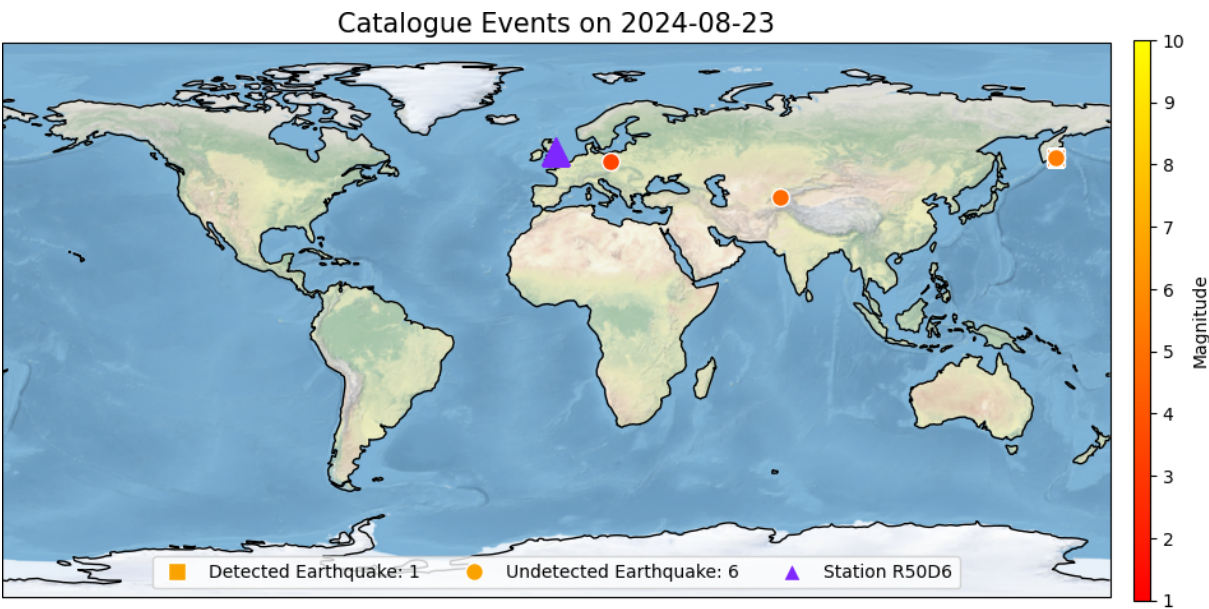 Catalogue Events on 2024-08-23
10
9
8
7
6
5
4
3
2
1
Magnitude
Detected Earthquake: 1
Undetected Earthquake: 6
Station R50D6